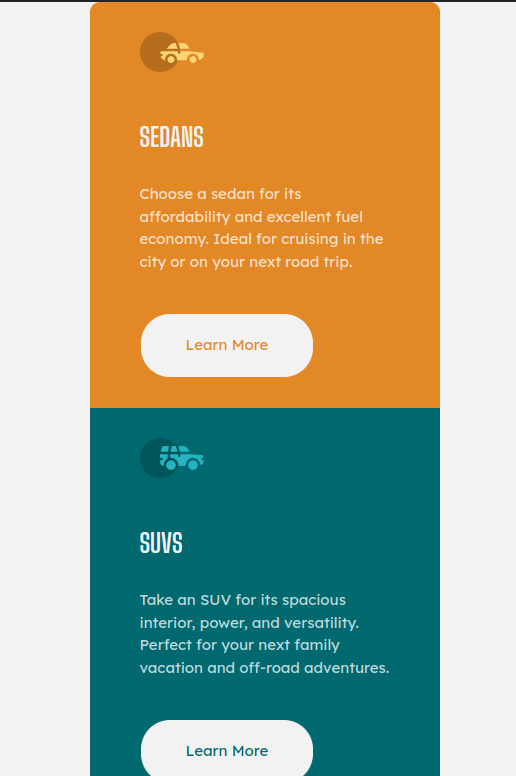 SEDANS
Choose a sedan for its
affordability and excellent fuel
economy. Ideal for cruising in the
city or on your next road trip.
Learn More
SUVS
Take an SUV for its spacious
interior, power, and versatility.
Perfect for your next family
vacation and off-road adventures.
Learn More